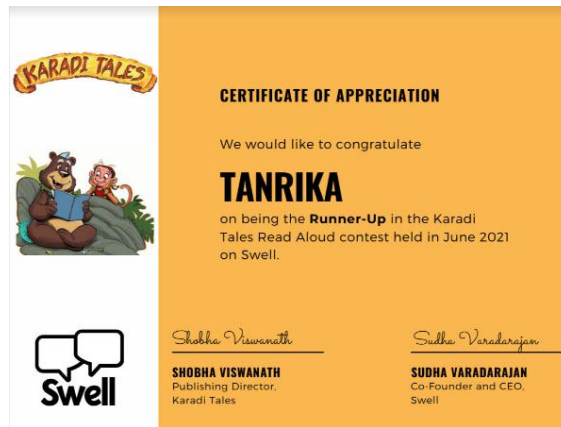 KARADI TALES
CERTIFICATE OF APPRECIATION
We would like to congratulate
TANRIKA
on being the Runner-Up in the Karadi
Tales Read Aloud contest held in June 2021
on Swell.
Swell
Shobha Viswanath
SHOBHA VISWANATH
Publishing Director,
Karadi Tales
Sudha Varadarajan
SUDHA VARADARAJAN
Co-Founder and CEO,
Swell